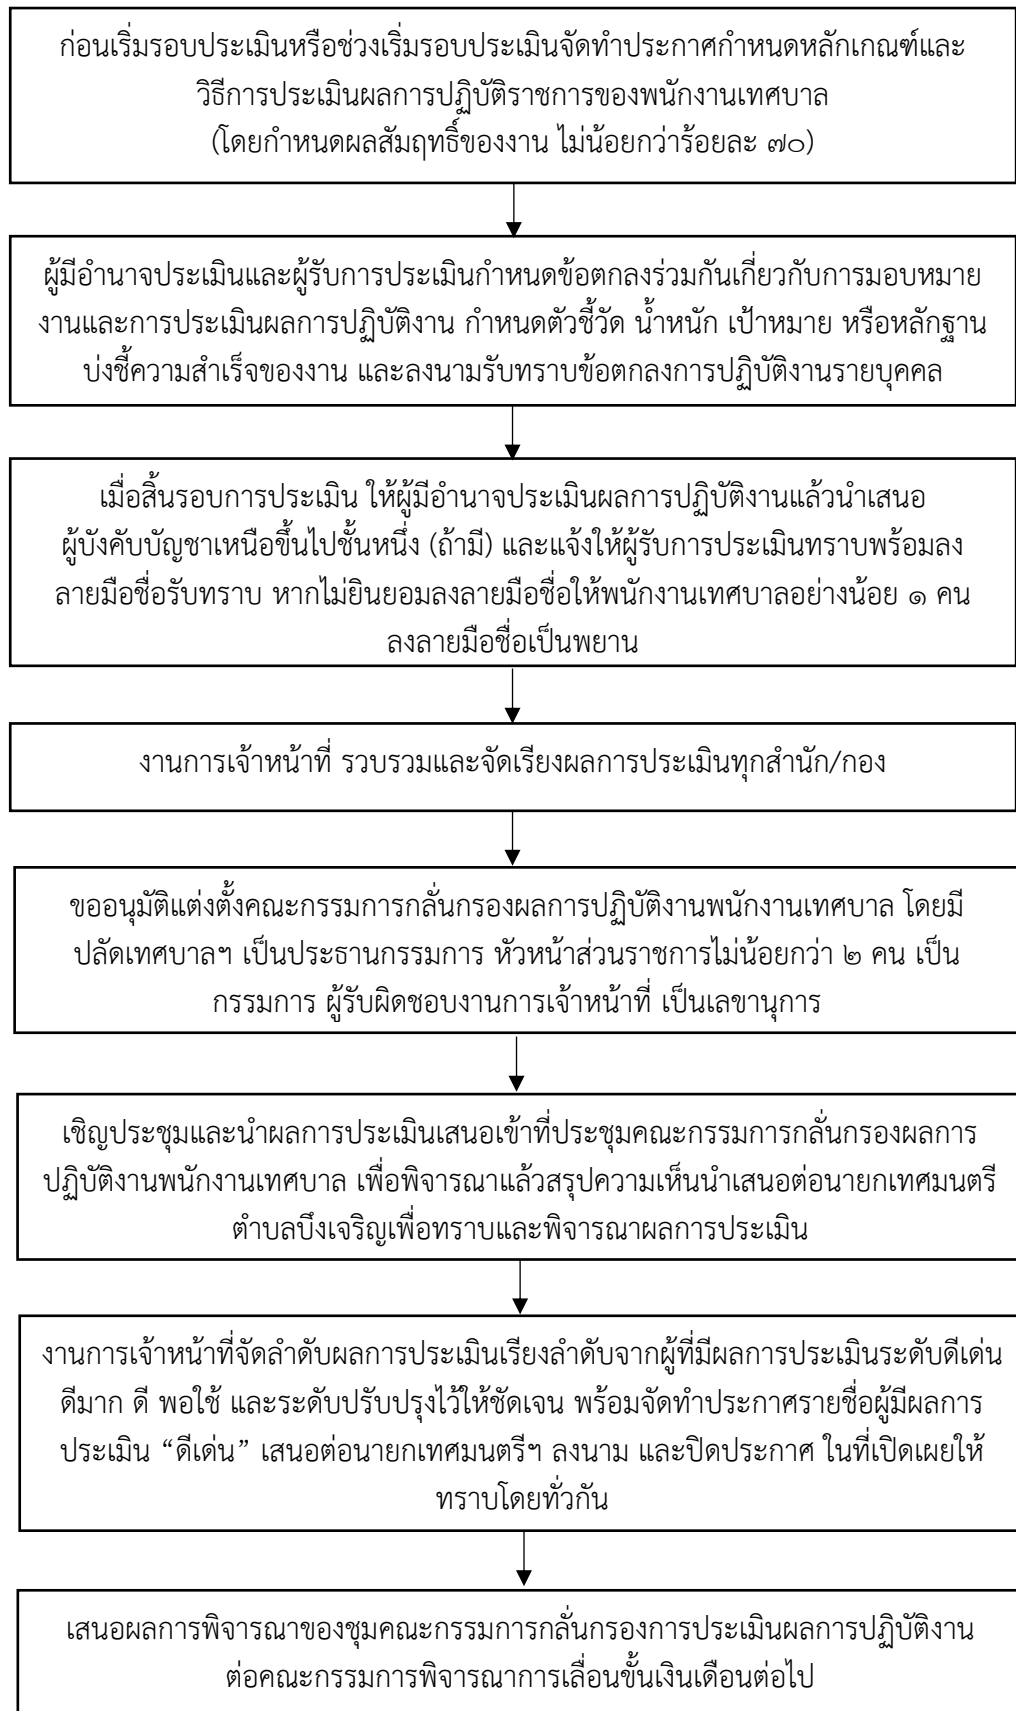 ก่อนเริ่มรอบประเมินหรือช่วงเริ่มรอบประเมินจัดทำประกาศกำหนดหลักเกณฑ์และ
วิธีการประเมินผลการปฏิบัติราชการของพนักงานเทศบาล
(โดยกำหนดผลสัมฤทธิ์ของงาน ไม่น้อยกว่าร้อยละ ๗๐)
ผู้มีอำนาจประเมินและผู้รับการประเมินกำหนดข้อตกลงร่วมกันเกี่ยวกับการมอบหมาย
งานและการประเมินผลการปฏิบัติงาน กำหนดตัวชี้วัด น้ำหนัก เป้าหมาย หรือหลักฐาน
บ่งชี้ความสำเร็จของงาน และลงนามรับทราบข้อตกลงการปฏิบัติงานรายบุคคล
เมื่อสิ้นรอบการประเมิน ให้ผู้มีอำนาจประเมินผลการปฏิบัติงานแล้วนำเสนอ
ผู้บังคับบัญชาเหนือขึ้นไปชั้นหนึ่ง (ถ้ามี) และแจ้งให้ผู้รับการประเมินทราบพร้อมลง
ลายมือชื่อรับทราบ หากไม่ยินยอมลงลายมือชื่อให้พนักงานเทศบาลอย่างน้อย ๑ คน
ลงลายมือชื่อเป็นพยาน
งานการเจ้าหน้าที่ รวบรวมและจัดเรียงผลการประเมินทุกสำนัก/กอง
ขออนุมัติแต่งตั้งคณะกรรมการกลั่นกรองผลการปฏิบัติงานพนักงานเทศบาล โดยมี
ปลัดเทศบาลฯ เป็นประธานกรรมการ หัวหน้าส่วนราชการไม่น้อยกว่า ๒ คน เป็น
กรรมการ ผู้รับผิดชอบงานการเจ้าหน้าที่ เป็นเลขานุการ
เชิญประชุมและนำผลการประเมินเสนอเข้าที่ประชุมคณะกรรมการกลั่นกรองผลการ
ปฏิบัติงานพนักงานเทศบาล เพื่อพิจารณาแล้วสรุปความเห็นนำเสนอต่อนายกเทศมนตรี
ตำบลบึงเจริญเพื่อทราบและพิจารณาผลการประเมิน
งานการเจ้าหน้าที่จัดลำดับผลการประเมินเรียงลำดับจากผู้ที่มีผลการประเมินระดับดีเด่น
ดีมาก ดี พอใช้ และระดับปรับปรุงไว้ให้ชัดเจน พร้อมจัดทำประกาศรายชื่อผู้มีผลการ
ประเมิน “ดีเด่น” เสนอต่อนายกเทศมนตรีฯ ลงนาม และปิดประกาศ ในที่เปิดเผยให้
ทราบโดยทั่วกัน
เสนอผลการพิจารณาของชุมคณะกรรมการกลั่นกรองการประเมินผลการปฏิบัติงาน
ต่อคณะกรรมการพิจารณาการเลื่อนขั้นเงินเดือนต่อไป